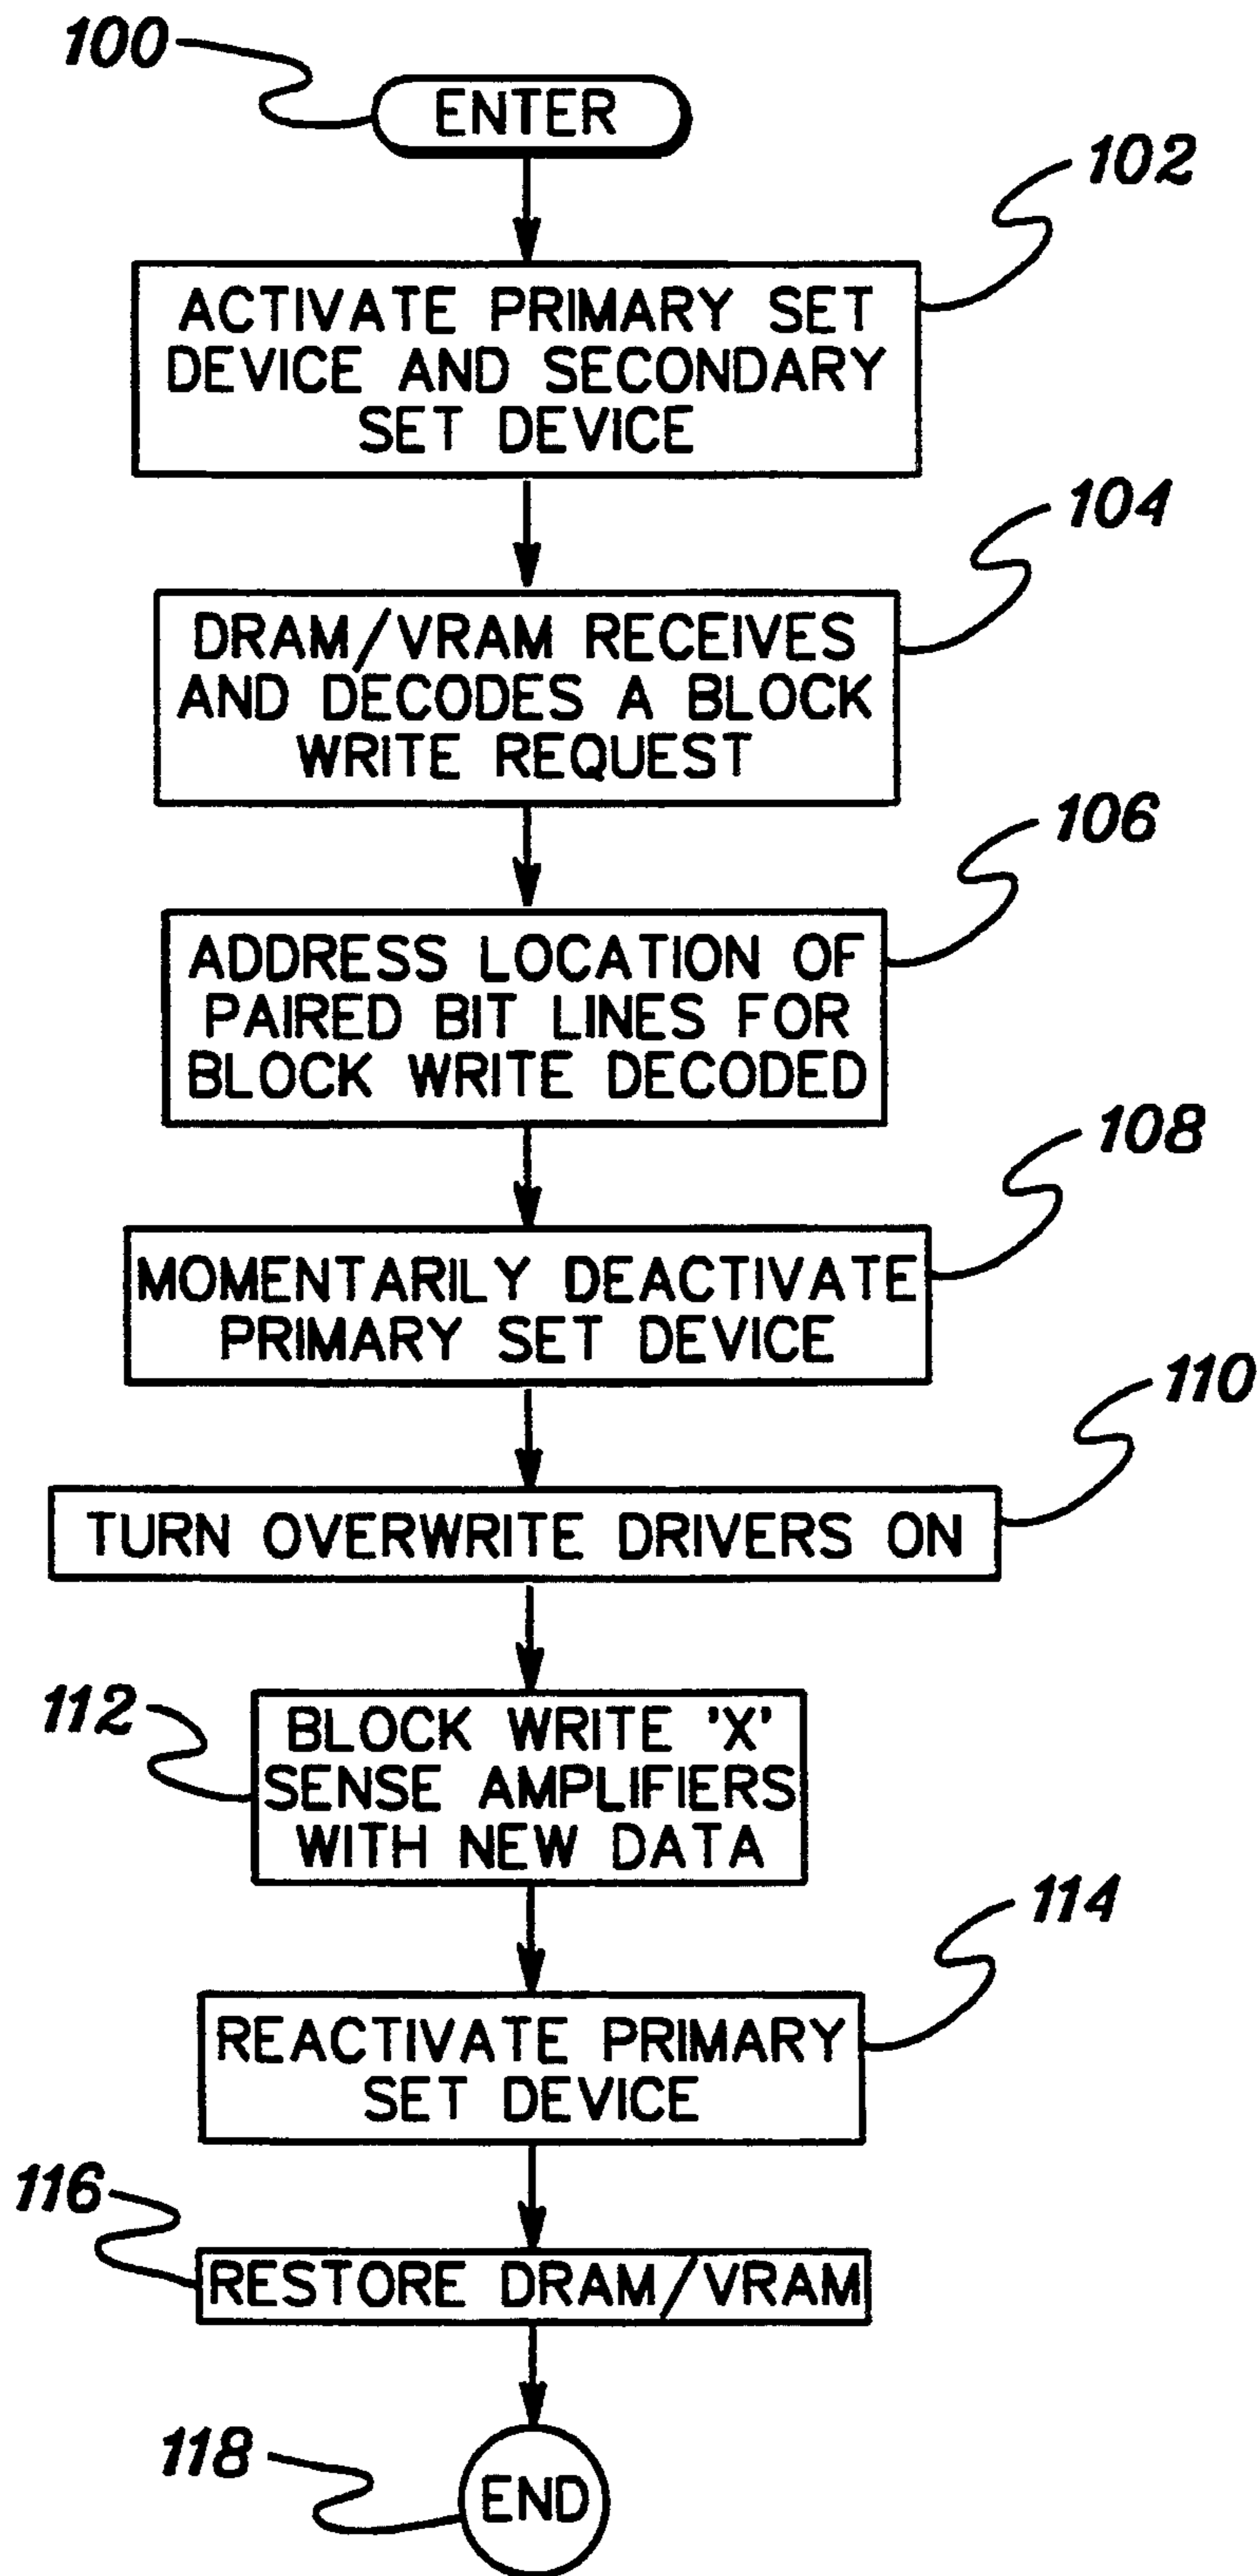 100
ENTER
102
ACTIVATE PRIMARY SET
DEVICE AND SECONDARY
SET DEVICE
104
DRAM/VRAM RECEIVES
AND DECODES A BLOCK
WRITE REQUEST
106
ADDRESS LOCATION OF
PAIRED BIT LINES FOR
BLOCK WRITE DECODED
108
MOMENTARILY DEACTIVATE
PRIMARY SET DEVICE
110
TURN OVERWRITE DRIVERS ON
112
BLOCK WRITE 'X'
SENSE AMPLIFIERS
WITH NEW DATA
114
REACTIVATE PRIMARY
SET DEVICE
116
RESTORE DRAM/VRAM
118
END